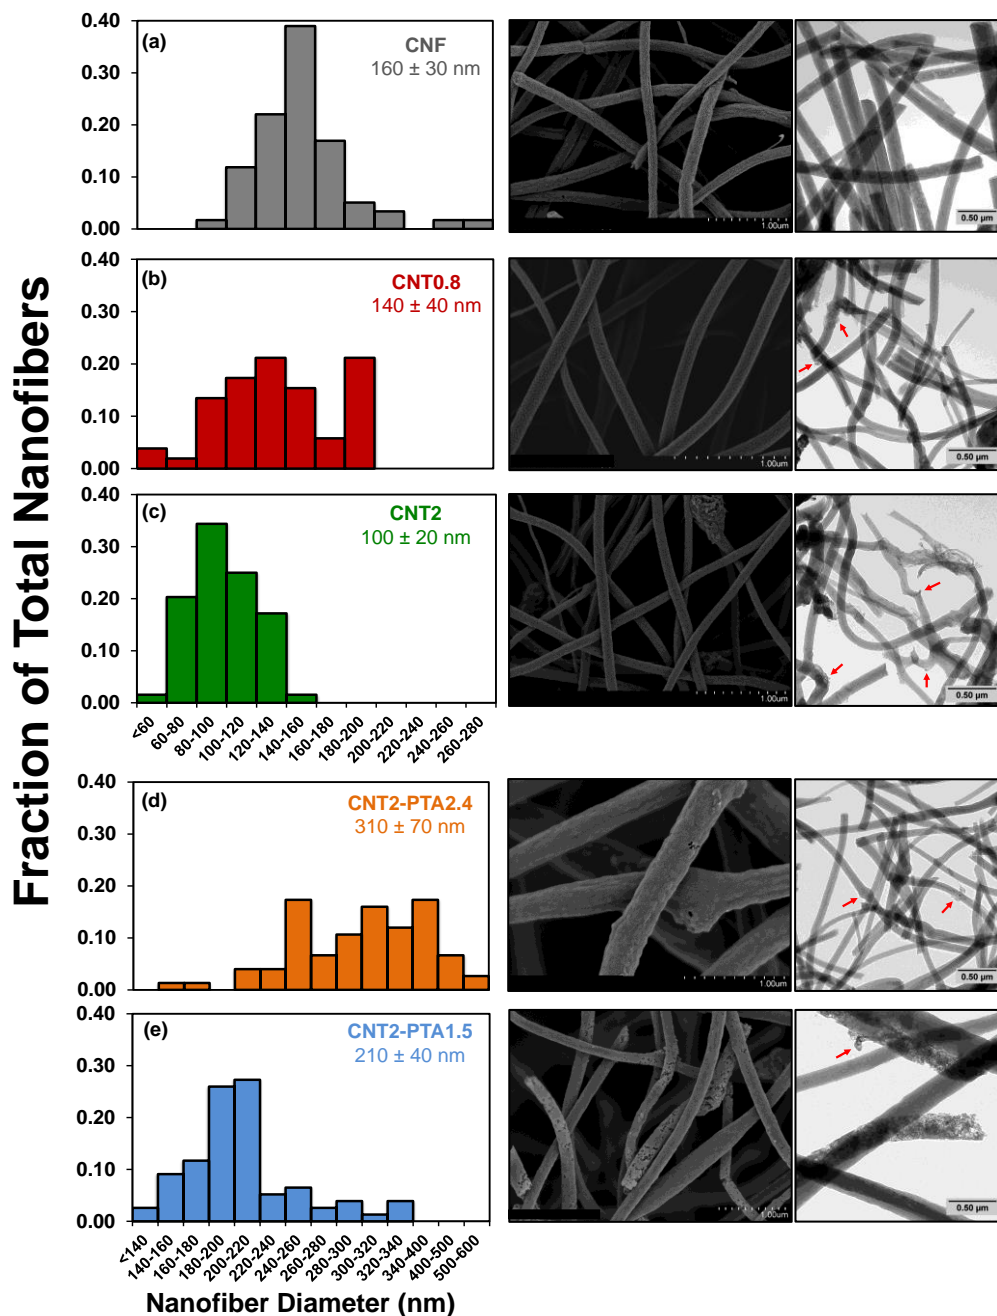 Fraction of Total Nanofibers
0.40
0.30
0.20
0.10
0.00
(a)
CNF
160 ± 30 nm
1.00um
0.50 μm
0.40
0.30
0.20
0.10
0.00
(b)
CNT0.8
140 ± 40 nm
1.00um
0.50 μm
0.40
0.30
0.20
0.10
0.00
(c)
CNT2
100 ± 20 nm
1.00um
0.50 μm
<60
60-80
80-100
100-120
120-140
140-160
160-180
180-200
200-220
220-240
240-260
260-280
0.40
0.30
0.20
0.10
0.00
(d)
CNT2-PTA2.4
310 ± 70 nm
1.00um
0.50 μm
0.40
0.30
0.20
0.10
0.00
(e)
CNT2-PTA1.5
210 ± 40 nm
1.00um
0.50 μm
<140
140-160
160-180
180-200
200-220
220-240
240-260
260-280
280-300
300-320
320-340
340-400
400-500
500-600
Nanofiber Diameter (nm)